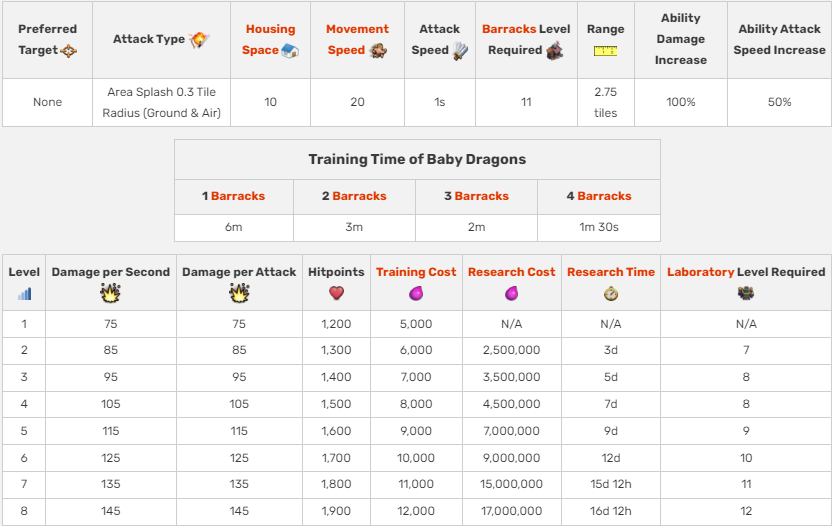 Preferred Target Attack Type Housing Space Movement Speed Attack Speed Barracks Level Required Range Ability Damage Increase Ability Attack Speed Increase
None Area Splash 0.3 Tile Radius (Ground & Air) 10 20 1s 11 2.75 tiles 100% 50%
Training Time of Baby Dragons
1 Barracks 2 Barracks 3 Barracks 4 Barracks
6m 3m 2m 1m 30s
Level Damage per Second Damage per Attack Hitpoints Training Cost Research Cost Research Time Laboratory Level Required
1 75 75 1,200 5,000 N/A N/A N/A
2 85 85 1,300 6,000 2,500,000 3d 7
3 95 95 1,400 7,000 3,500,000 5d 8
4 105 105 1,500 8,000 4,500,000 7d 8
5 115 115 1,600 9,000 7,000,000 9d 9
6 125 125 1,700 10,000 9,000,000 12d 10
7 135 135 1,800 11,000 15,000,000 15d 12h 11
8 145 145 1,900 12,000 17,000,000 16d 12h 12